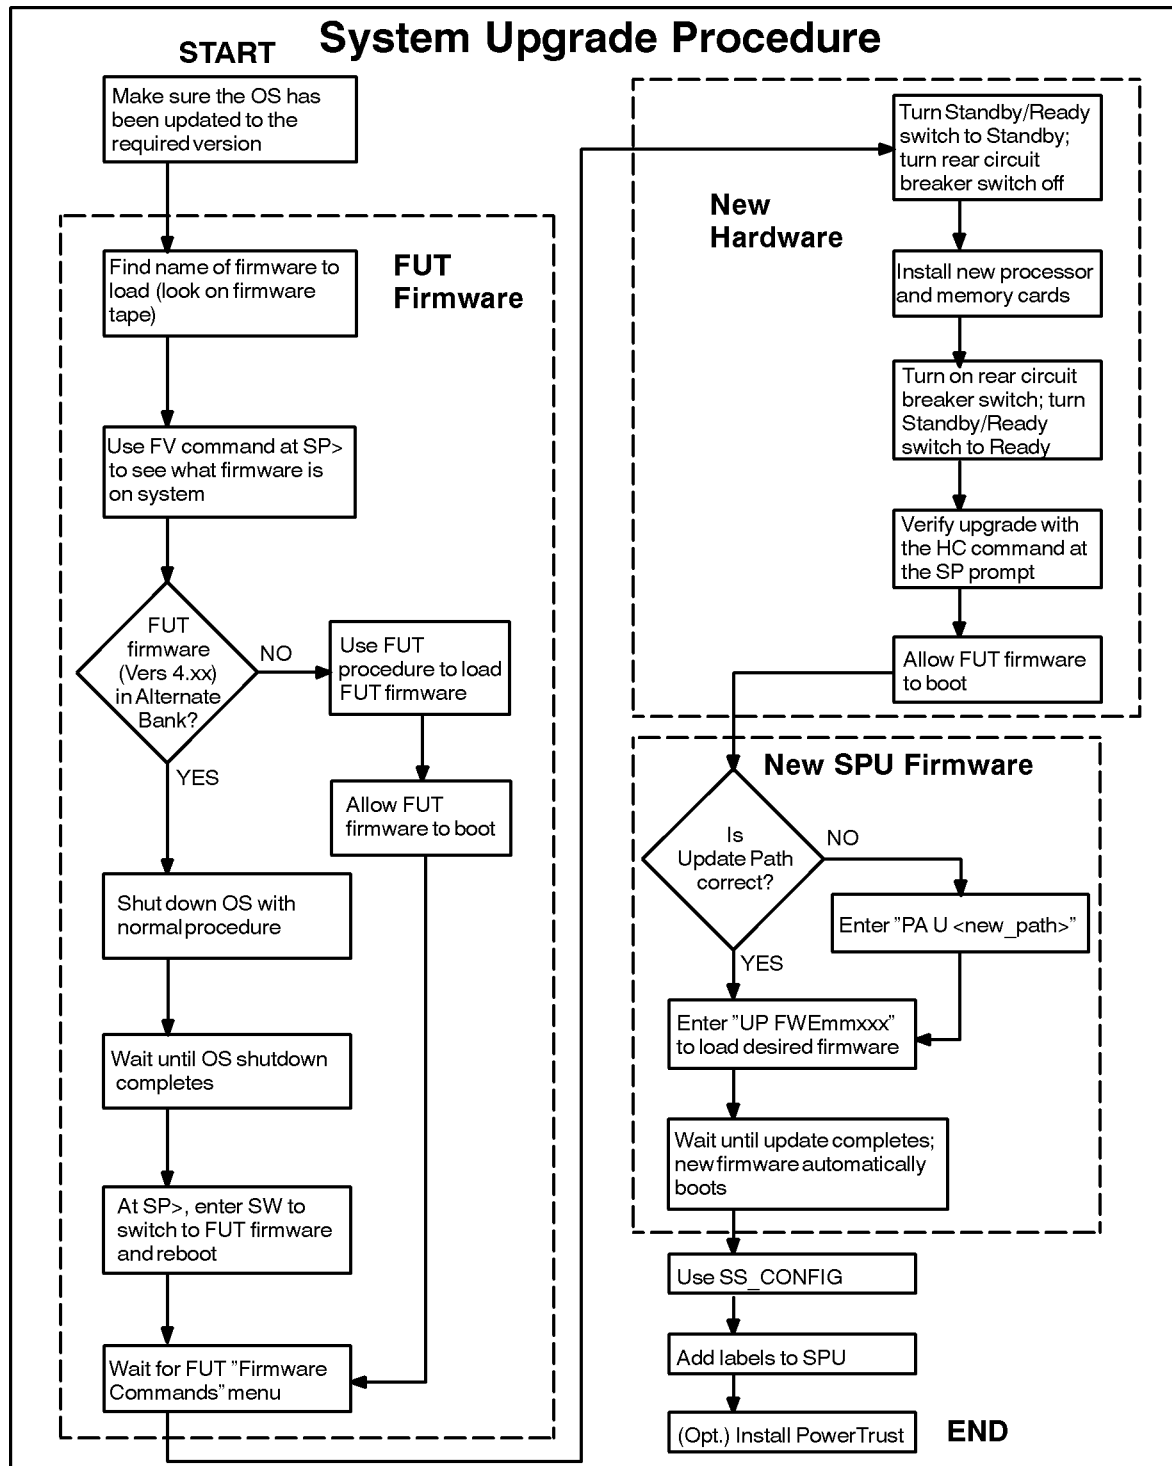 System Upgrade Procedure
START
Make sure the OS has
been updated to the
required version
FUT
Firmware
Find name of firmware to
load (look on firmware
tape)
Use FV command at SP>
to see what firmware is
on system
FUT
firmware
(Vers 4.xx)
in Alternate
Bank?
NO
Use FUT
procedure to load
FUT firmware
YES
Allow FUT
firmware to boot
Shut down OS with
normal procedure
Wait until OS shutdown
completes
At SP>, enter SW to
switch to FUT firmware
and reboot
Wait for FUT ”Firmware
Commands” menu
New
Hardware
Turn Standby/Ready
switch to Standby;
turn rear circuit
breaker switch off
Install new processor
and memory cards
Turn on rear circuit
breaker switch; turn
Standby/Ready
switch to Ready
Verify upgrade with
the HC command at
the SP prompt
Allow FUT firmware
to boot
New SPU Firmware
Is
Update Path
correct?
NO
Enter ”PA U <new_path>”
YES
Enter ”UP FWEmmxxx”
to load desired firmware
Wait until update completes;
new firmware automatically
boots
Use SS_CONFIG
Add labels to SPU
(Opt.) Install PowerTrust
END